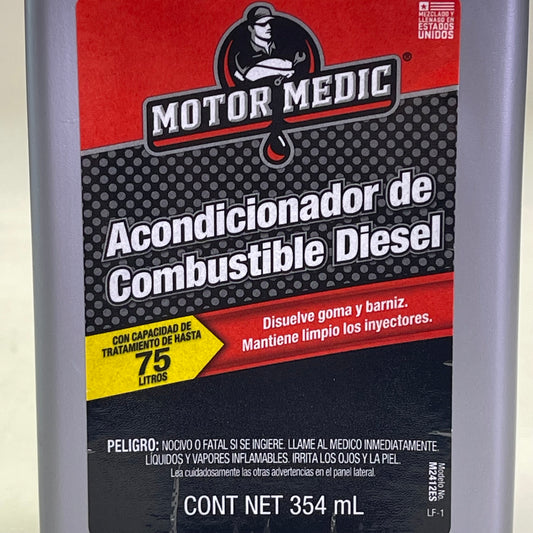 MEZCLADO Y
LLENADO EN
ESTADOS
UNIDOS
MOTOR MEDIC
®
Acondicionador de
Combustible Diesel
Disuelve goma y barniz.
Mantiene limpio los inyectores.
CON CAPACIDAD DE
TRATAMIENTO DE HASTA
75
LITROS
PELIGRO: NOCIVO O FATAL SI SE INGIERE. LLAME AL MEDICO INMEDIATAMENTE.
LÍQUIDOS Y VAPORES INFLAMABLES. IRRITA LOS OJOS Y LA PIEL.
Lea cuidadosamente las otras advertencias en el panel lateral.
CONT NET 354 mL
Modelo No.
M2412ES
LF-1